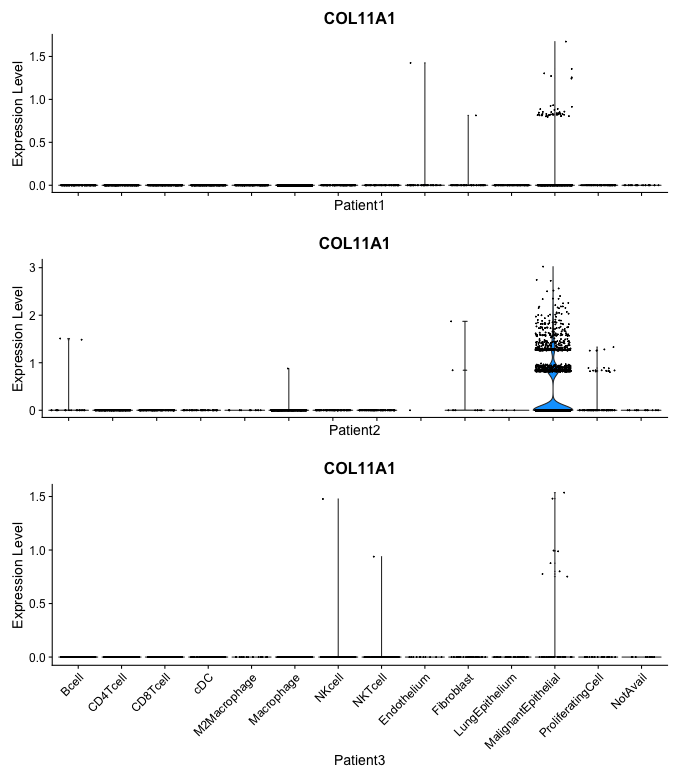 COL11A1
Expression Level
1.5
1.0
0.5
0.0
Patient1
COL11A1
Expression Level
3
2
1
0
Patient2
COL11A1
Expression Level
1.5
1.0
0.5
0.0
Bcell
CD4Tcell
CD8Tcell
cDC
M2Macrophage
Macrophage
NKcell
NKTcell
Endothelium
Fibroblast
LungEpithelium
MalignantEpithelial
ProliferatingCell
NotAvail
Patient3